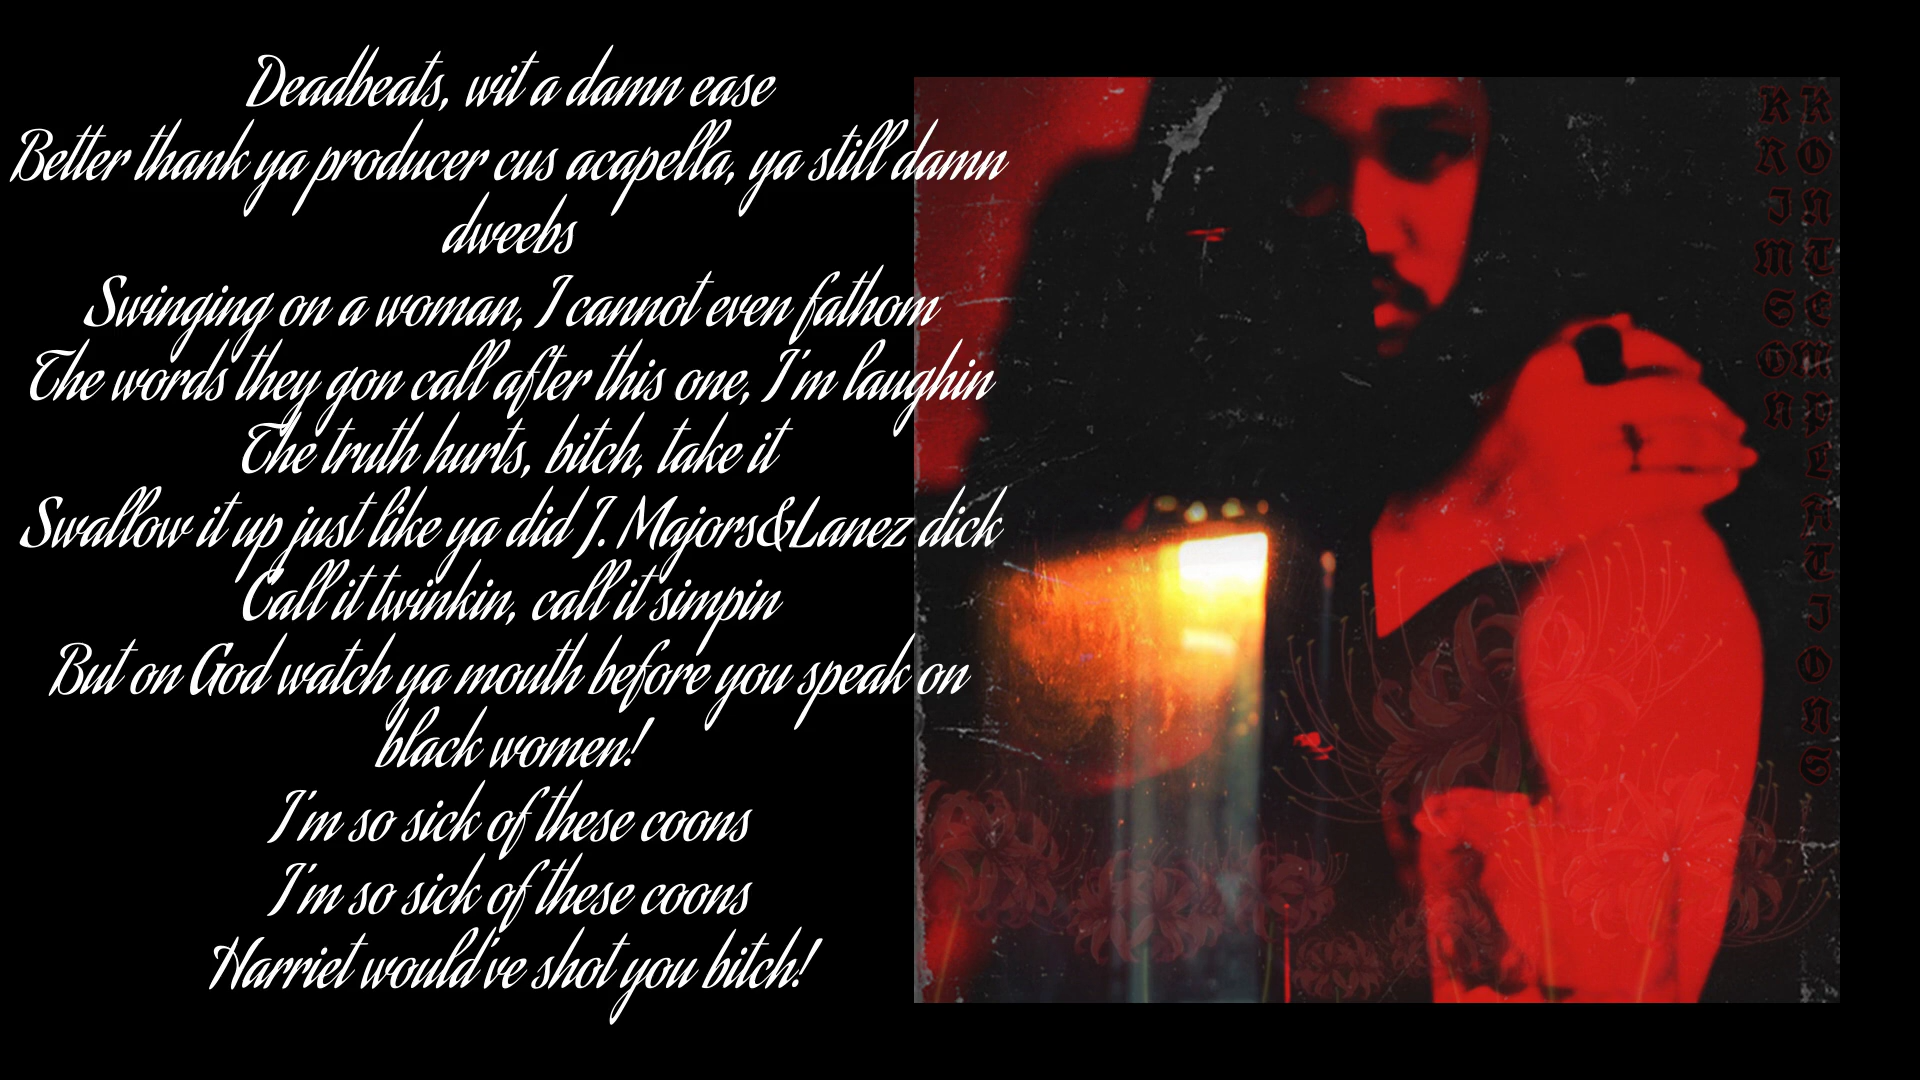 Deadbeats, wit a damn ease
Better thank ya producer cus acapella, ya still damn
dweebs
Swinging on a woman, I cannot even fathom
The words they gon call after this one, I'm laughin
The truth hurts, bitch, take it
Swallow it up just like ya did J. Majors&Lanez dick
Call it twinkin, call it simpin
But on God watch ya mouth before you speak on
black women!
I'm so sick of these coons
I'm so sick of these coons
Harriet would've shot you bitch!
KRIMSON
KONTEMPLATIONS